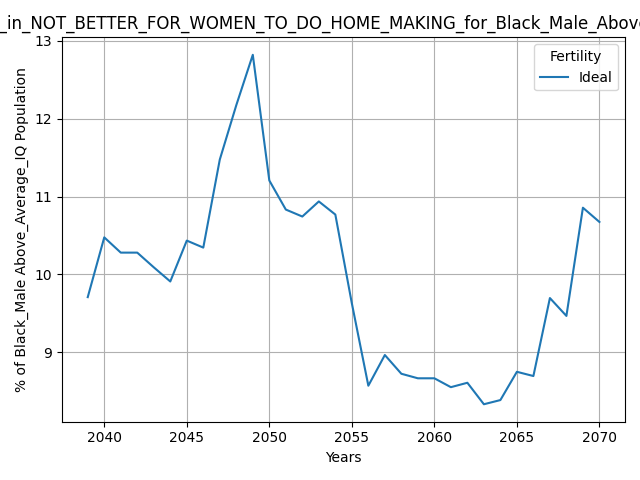 _in_NOT_BETTER_FOR_WOMEN_TO_DO_HOME_MAKING_for_Black_Male_Above
13
12
11
10
9
% of Black_Male Above_Average_IQ Population
Fertility
Ideal
2040 2045 2050 2055 2060 2065 2070
Years